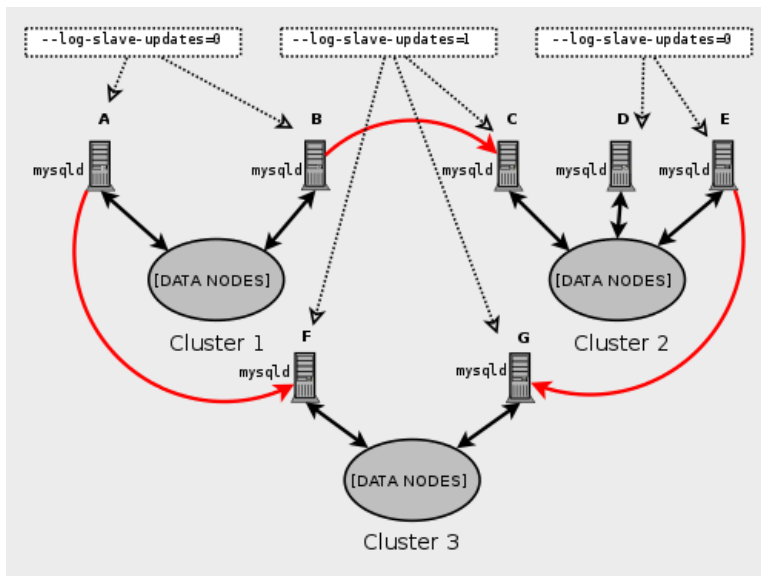 --log-slave-updates=0
--log-slave-updates=1
--log-slave-updates=0
A
B
C
D
E
mysqld
mysqld
mysqld
mysqld
mysqld
[DATA NODES]
[DATA NODES]
Cluster 1
Cluster 2
F
G
mysqld
mysqld
[DATA NODES]
Cluster 3